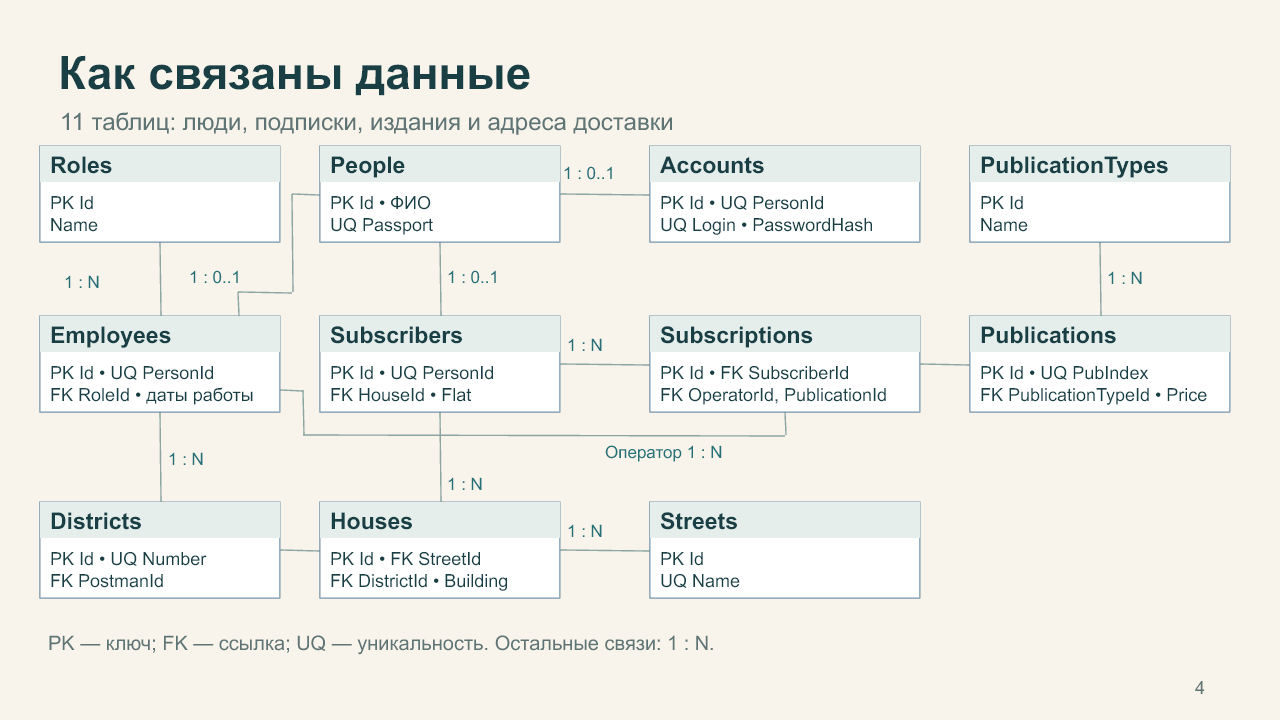 Как связаны данные
11 таблиц: люди, подписки, издания и адреса доставки
Roles
PK Id
Name
People
PK Id • ФИО
UQ Passport
1 : 0..1
Accounts
PK Id • UQ PersonId
UQ Login • PasswordHash
PublicationTypes
PK Id
Name
1 : N
1 : 0..1
1 : 0..1
1 : N
Employees
PK Id • UQ PersonId
FK RoleId • даты работы
Subscribers
PK Id • UQ PersonId
FK HouseId • Flat
1 : N
Subscriptions
PK Id • FK SubscriberId
FK OperatorId, PublicationId
Publications
PK Id • UQ PubIndex
FK PublicationTypeId • Price
Оператор 1 : N
1 : N
1 : N
Districts
PK Id • UQ Number
FK PostmanId
Houses
PK Id • FK StreetId
FK DistrictId • Building
1 : N
Streets
PK Id
UQ Name
PK — ключ; FK — ссылка; UQ — уникальность. Остальные связи: 1 : N.
4